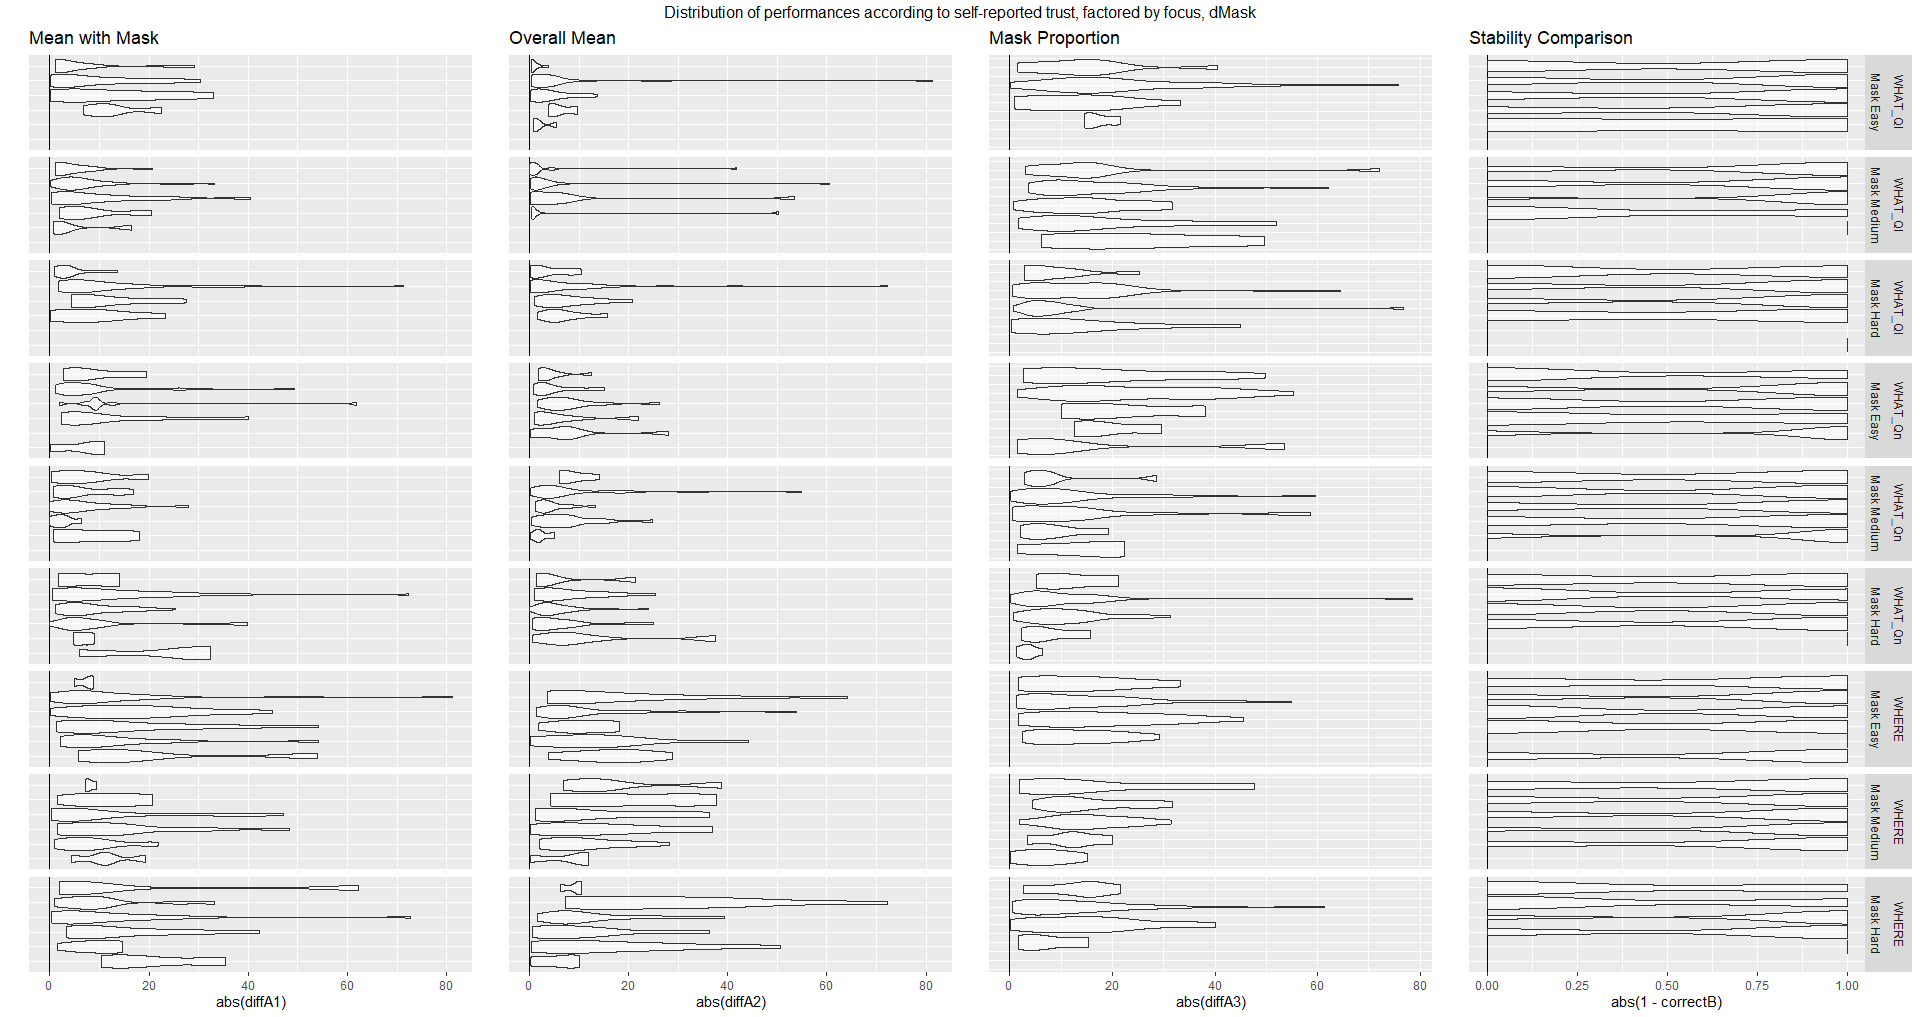 Distribution of performances according to self-reported trust, factored by focus, dMask
Mean with Mask
Overall Mean
Mask Proportion
Stability Comparison
WHAT_Ql
Mask Easy
WHAT_Ql
Mask Medium
WHAT_Ql
Mask Hard
WHAT_Qn
Mask Easy
WHAT_Qn
Mask Medium
WHAT_Qn
Mask Hard
WHERE
Mask Easy
WHERE
Mask Medium
WHERE
Mask Hard
0 20 40 60 80
0 20 40 60 80
0 20 40 60 80
0.00 0.25 0.50 0.75 1.00
abs(diffA1)
abs(diffA2)
abs(diffA3)
abs(1 - correctB)